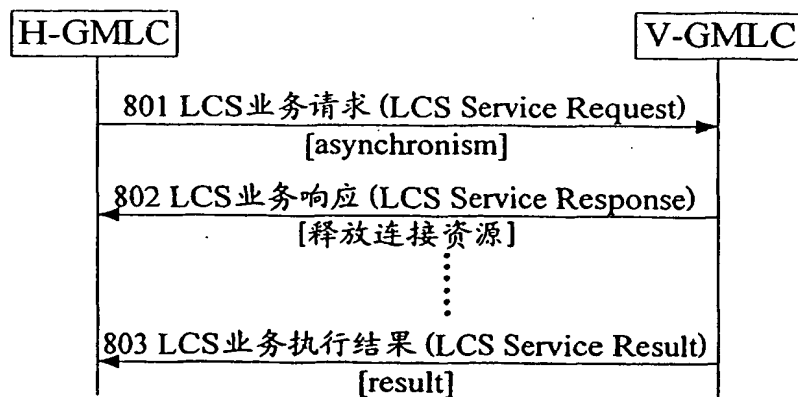 H-GMLC V-GMLC
801 LCS业务请求 (LCS Service Request)
[asynchronism]
802 LCS业务响应 (LCS Service Response)
[释放连接资源]
803 LCS业务执行结果 (LCS Service Result)
[result]